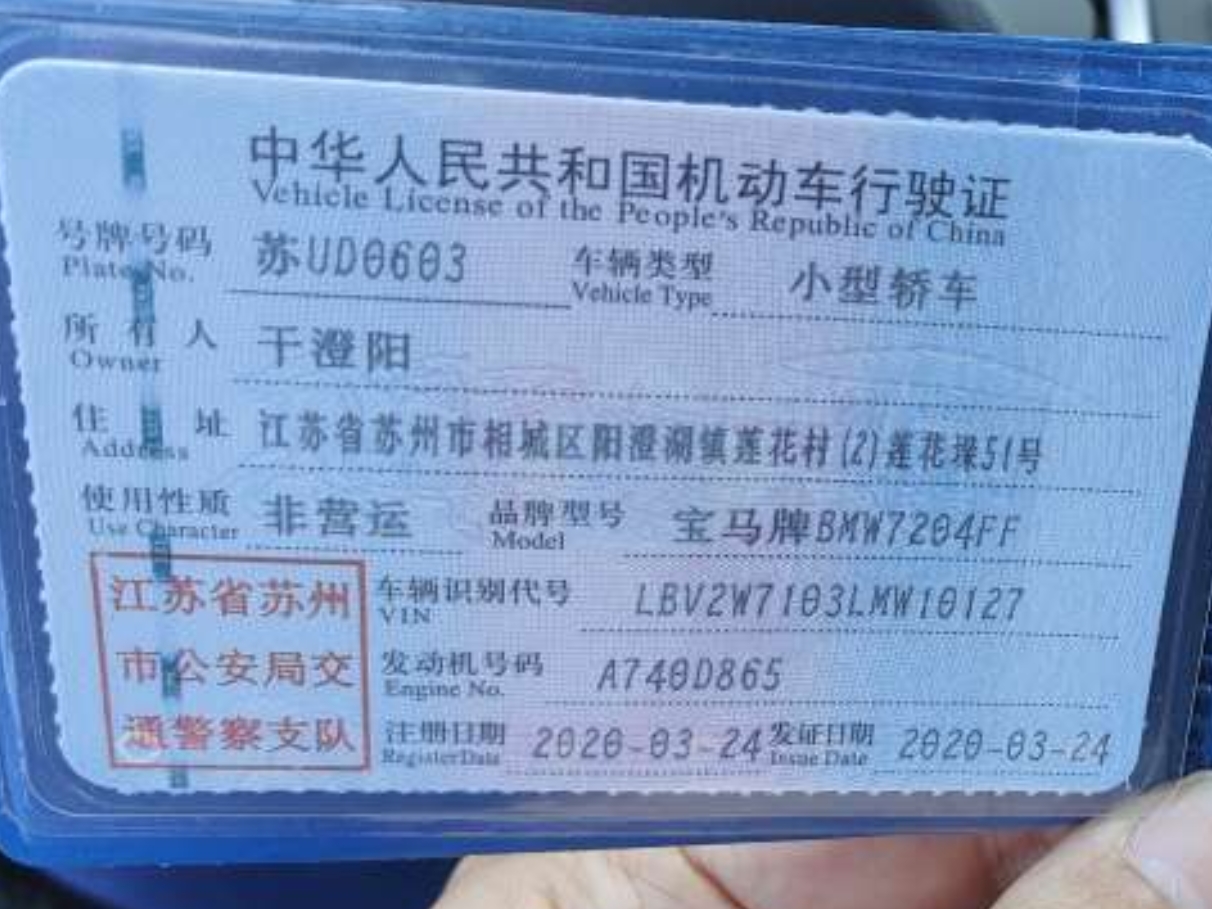 中华人民共和国机动车行驶证
Vehicle License of the People's Republic of China
号牌号码 苏UD0603 车辆类型 小型轿车
Plate No. Vehicle Type
所有人 干澄阳
Owner
住址 江苏省苏州市相城区阳澄湖镇莲花村(2)莲花垛51号
Address
使用性质 非营运 品牌型号 宝马牌BMW7204FF
Use Character Model
江苏省苏州 车辆识别代号 LBV2W7103LMW10127
VIN
市公安局交 发动机号码 A740D865
Engine No.
通警察支队 注册日期 2020-03-24 发证日期 2020-03-24
Register Date Issue Date